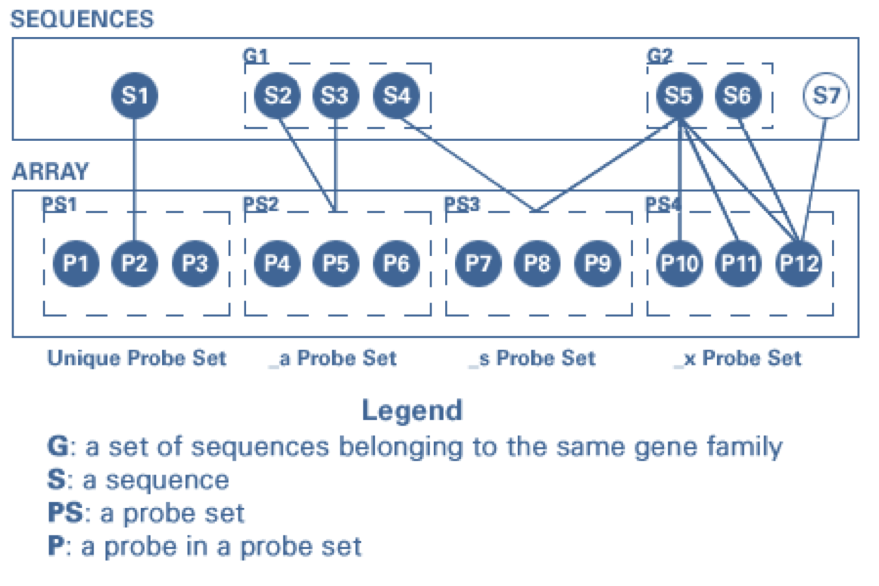 SEQUENCES
G1 G2
S1 S2 S3 S4 S5 S6 S7
ARRAY
PS1 PS2 PS3 PS4
P1 P2 P3 P4 P5 P6 P7 P8 P9 P10 P11 P12
Unique Probe Set _a Probe Set _s Probe Set _x Probe Set
Legend
G: a set of sequences belonging to the same gene family
S: a sequence
PS: a probe set
P: a probe in a probe set